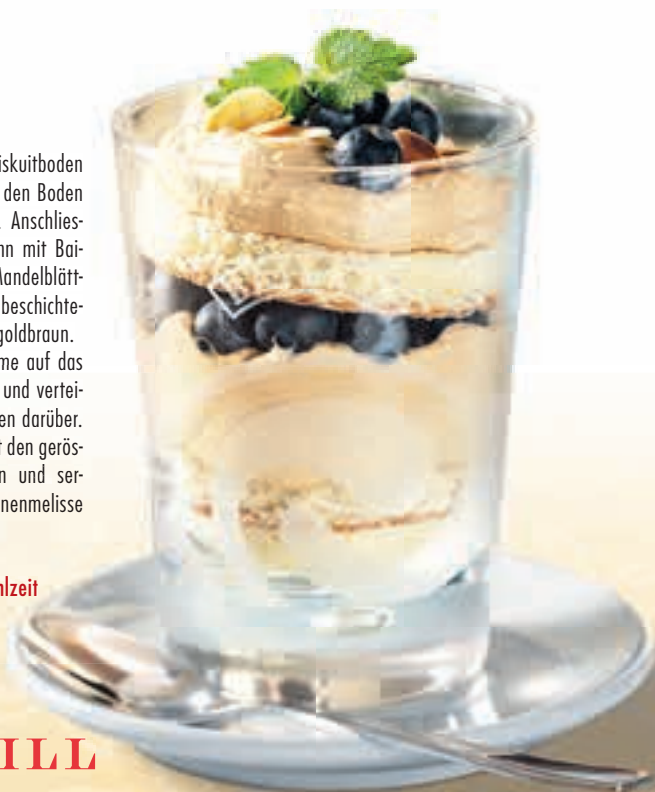 iskuitboden
den Boden
. Anschlies-
nn mit Bai-
Mandelblätt-
beschichte-
goldbraun.
me auf das
und vertei-
en darüber.
t den gerös-
n und ser-
nenmelisse
lzeit
ILL